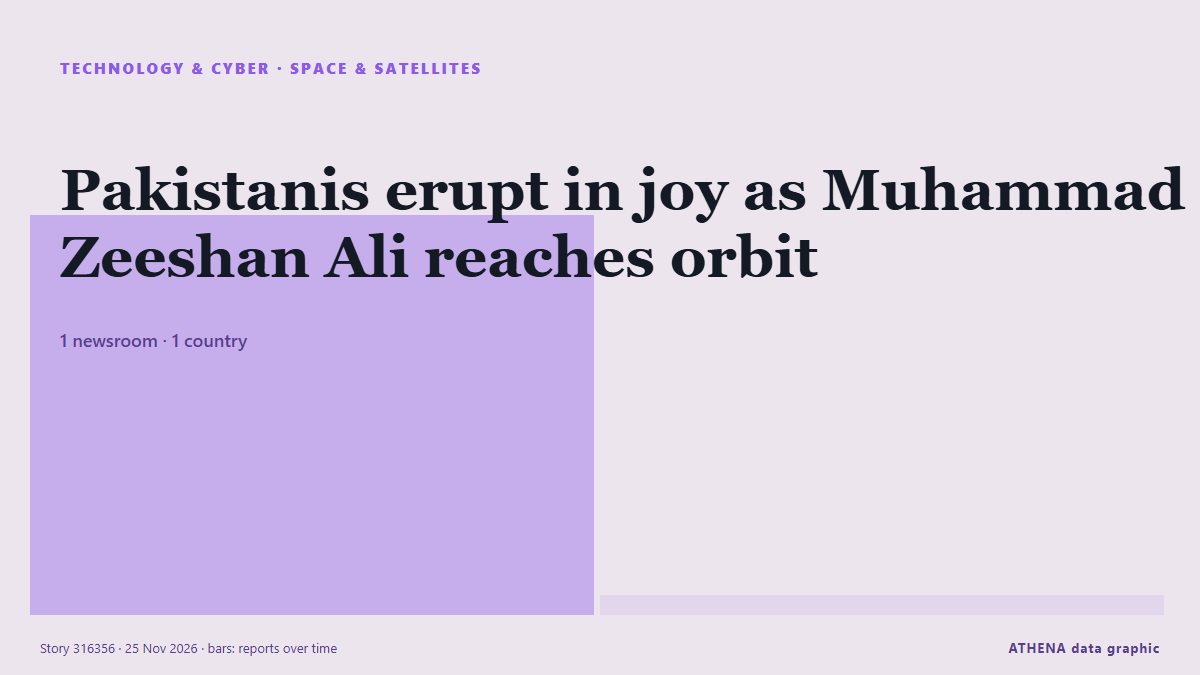 TECHNOLOGY & CYBER · SPACE & SATELLITES
Pakistanis erupt in joy as Muhammad
Zeeshan Ali reaches orbit
1 newsroom · 1 country
Story 316356 · 25 Nov 2026 · bars: reports over time
ATHENA data graphic